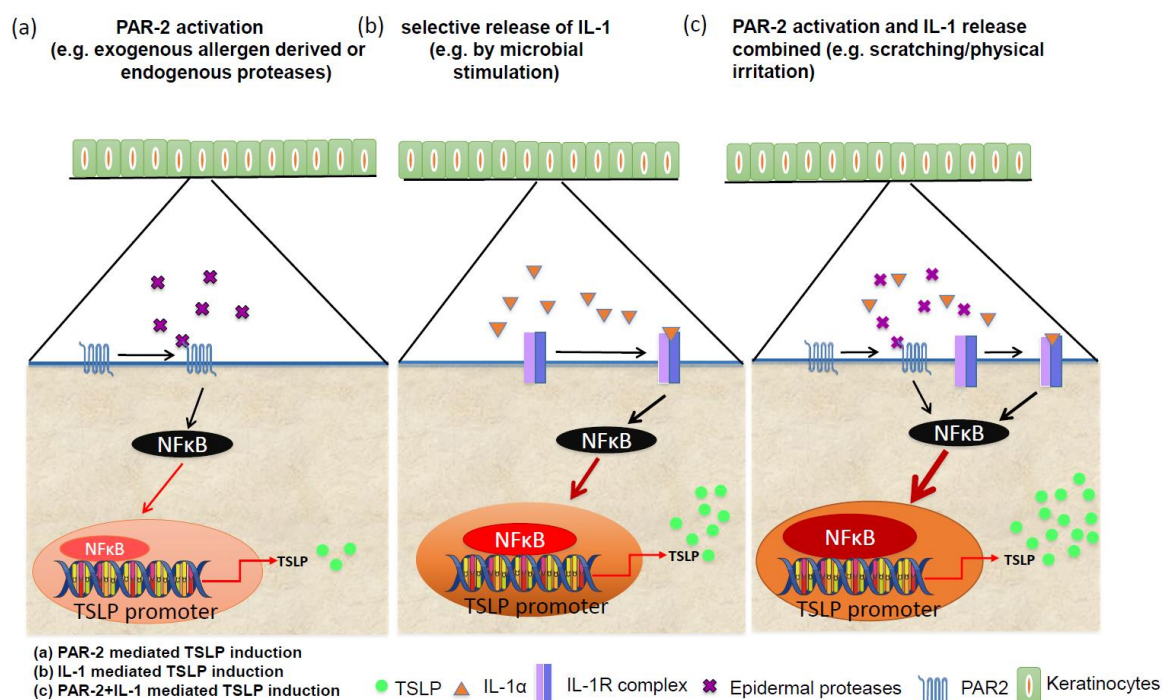 (a) PAR-2 activation
(e.g. exogenous allergen derived or
endogenous proteases)
(b) selective release of IL-1
(e.g. by microbial
stimulation)
(c) PAR-2 activation and IL-1 release
combined (e.g. scratching/physical
irritation)
NFκB
NFκB
TSLP
TSLP promoter
NFκB
NFκB
TSLP
TSLP promoter
NFκB
NFκB
TSLP
TSLP promoter
(a) PAR-2 mediated TSLP induction
(b) IL-1 mediated TSLP induction
(c) PAR-2+IL-1 mediated TSLP induction
TSLP IL-1α IL-1R complex Epidermal proteases PAR2 Keratinocytes